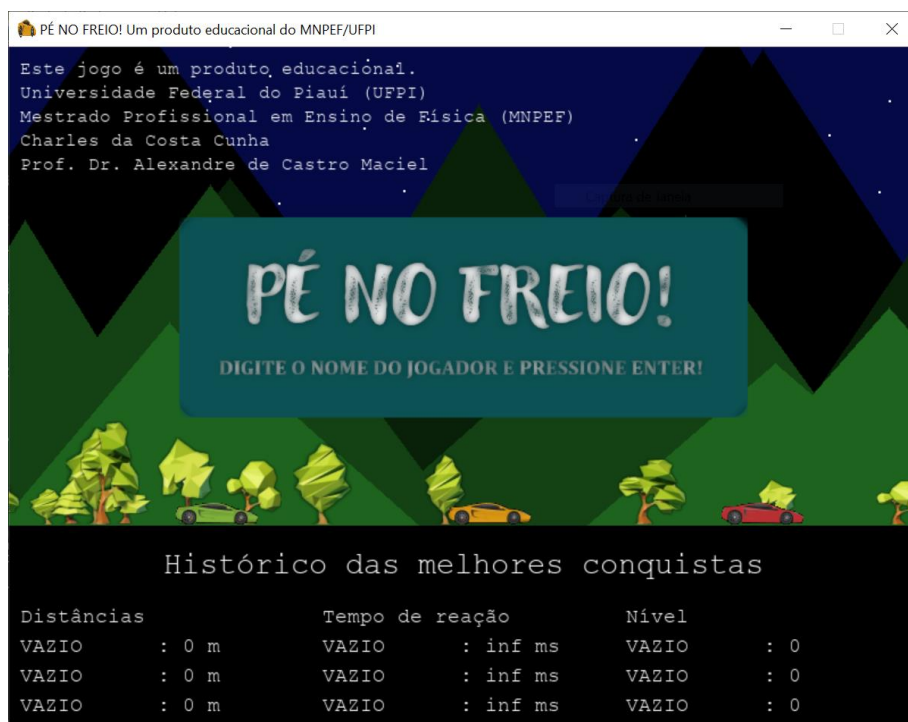 PÉ NO FREIO! Um produto educacional do MNPEF/UFPI
Este jogo é um produto educacional.
Universidade Federal do Piauí (UFPI)
Mestrado Profissional em Ensino de Física (MNPEF)
Charles da Costa Cunha
Prof. Dr. Alexandre de Castro Maciel
PÉ NO FREIO!
DIGITE O NOME DO JOGADOR E PRESSIONE ENTER!
Histórico das melhores conquistas
Distâncias Tempo de reação Nível
VAZIO : 0 m VAZIO : inf ms VAZIO : 0
VAZIO : 0 m VAZIO : inf ms VAZIO : 0
VAZIO : 0 m VAZIO : inf ms VAZIO : 0